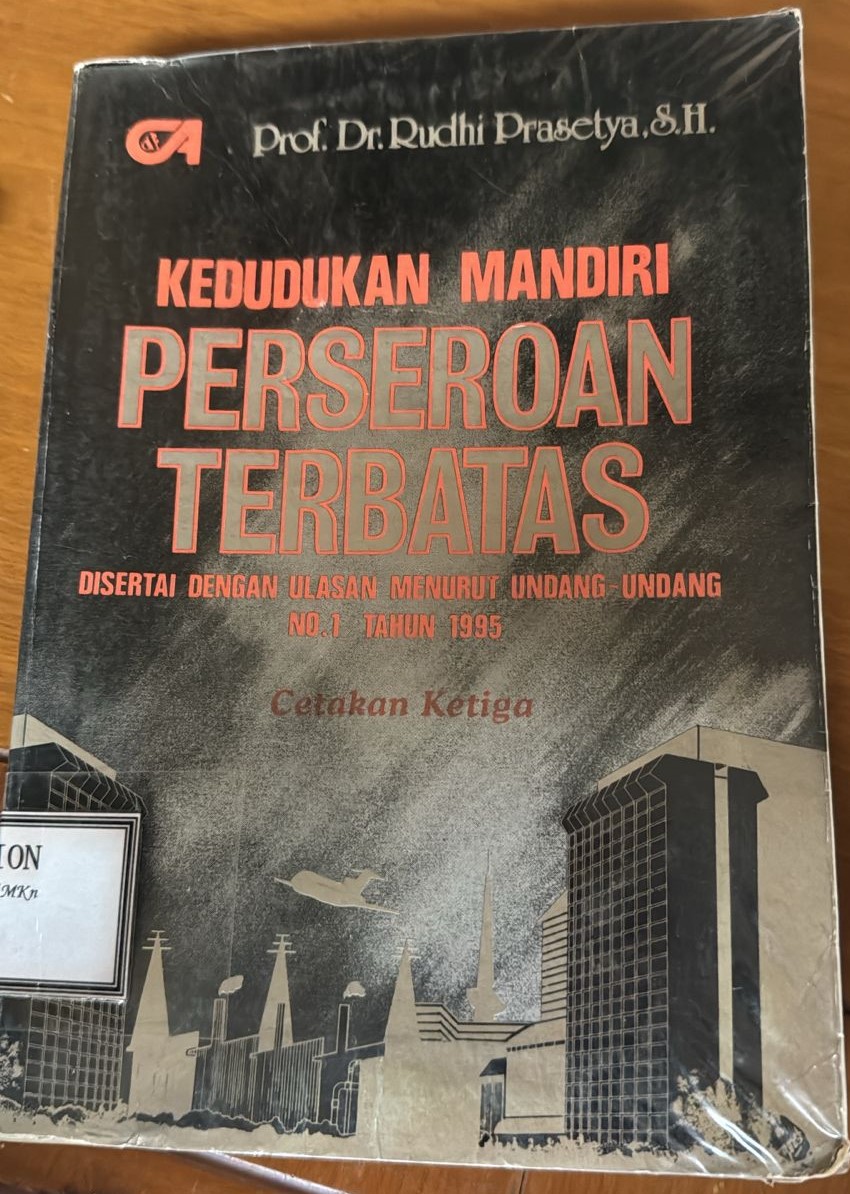 Prof. Dr. Rudhi Prasetya, S.H.
KEDUDUKAN MANDIRI
PERSEROAN
TERBATAS
DISERTAI DENGAN ULASAN MENURUT UNDANG-UNDANG
NO.1 TAHUN 1995
Cetakan Ketiga
MKn